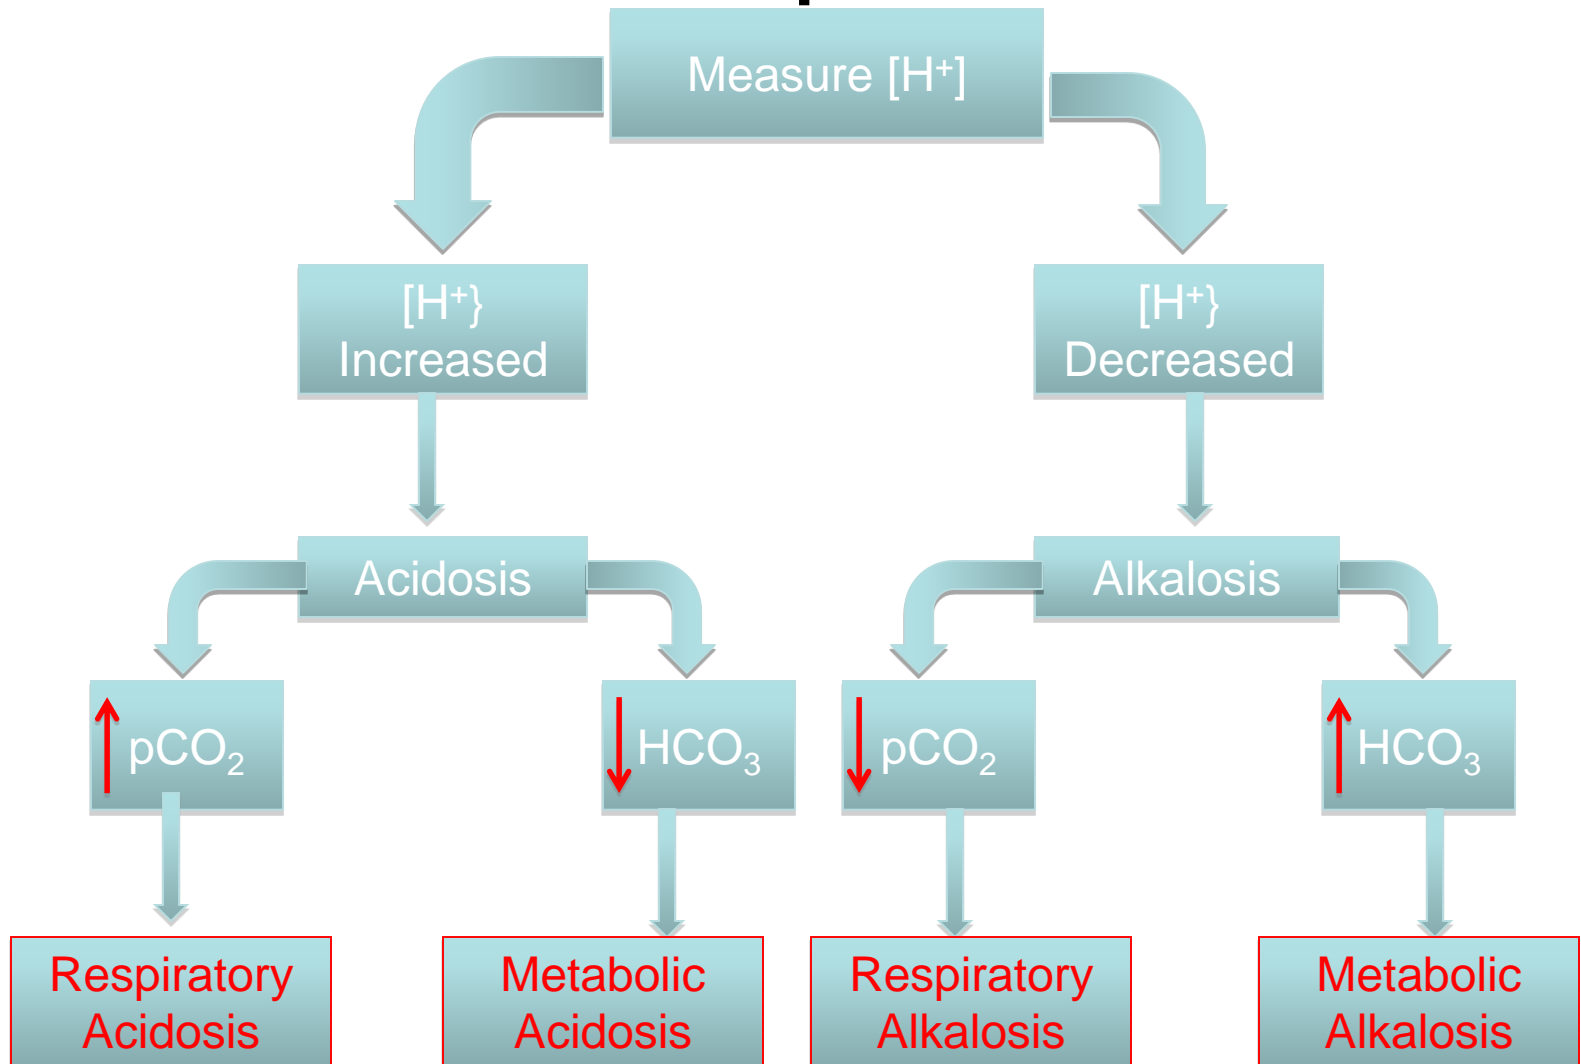 Measure [H⁺]
[H⁺}
Increased
[H⁺}
Decreased
Acidosis
Alkalosis
pCO₂
HCO₃
pCO₂
HCO₃
Respiratory
Acidosis
Metabolic
Acidosis
Respiratory
Alkalosis
Metabolic
Alkalosis